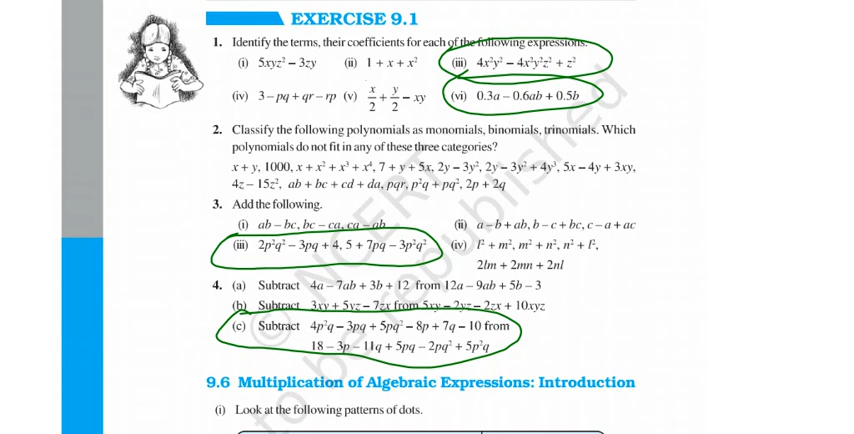 EXERCISE 9.1
1. Identify the terms, their coefficients for each of the following expressions.
(i) 5xyz² – 3zy (ii) 1 + x + x² (iii) 4x²y² – 4x²y²z² + z²
(iv) 3 – pq + qr – rp (v) x/2 + y/2 – xy (vi) 0.3a – 0.6ab + 0.5b
2. Classify the following polynomials as monomials, binomials, trinomials. Which
polynomials do not fit in any of these three categories?
x + y, 1000, x + x² + x³ + x⁴, 7 + y + 5x, 2y – 3y², 2y – 3y² + 4y³, 5x – 4y + 3xy,
4z – 15z², ab + bc + cd + da, pqr, p²q + pq², 2p + 2q
3. Add the following.
(i) ab – bc, bc – ca, ca – ab (ii) a – b + ab, b – c + bc, c – a + ac
(iii) 2p²q² – 3pq + 4, 5 + 7pq – 3p²q² (iv) l² + m², m² + n², n² + l²,
2lm + 2mn + 2nl
4. (a) Subtract 4a – 7ab + 3b + 12 from 12a – 9ab + 5b – 3
(b) Subtract 3xy + 5yz – 7zx from 5xy – 2yz – 2zx + 10xyz
(c) Subtract 4p²q – 3pq + 5pq² – 8p + 7q – 10 from
18 – 3p – 11q + 5pq – 2pq² + 5p²q
9.6 Multiplication of Algebraic Expressions: Introduction
(i) Look at the following patterns of dots.
© NCERT
to be republished